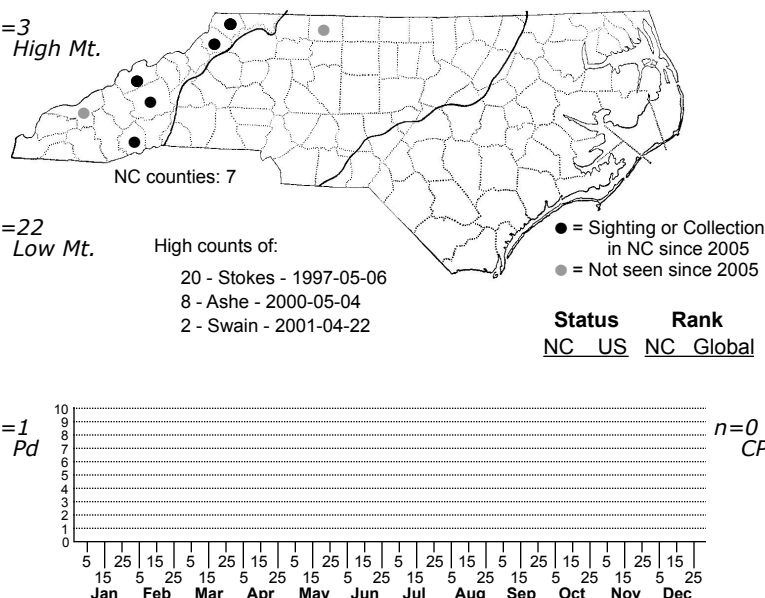 =3
High Mt.
NC counties: 7
=22
Low Mt.
High counts of:
20 - Stokes - 1997-05-06
8 - Ashe - 2000-05-04
2 - Swain - 2001-04-22
● = Sighting or Collection
in NC since 2005
● = Not seen since 2005
Status Rank
NC US NC Global
=1
Pd
n=0
CP
10
9
8
7
6
5
4
3
2
1
0
5 25 15 5 25 15 5 25 15 5 25 15 5 25 15 5 25 15
15 5 25 15 5 25 15 5 25 15 5 25 15 5 25 15 5 25
Jan Feb Mar Apr May Jun Jul Aug Sep Oct Nov Dec